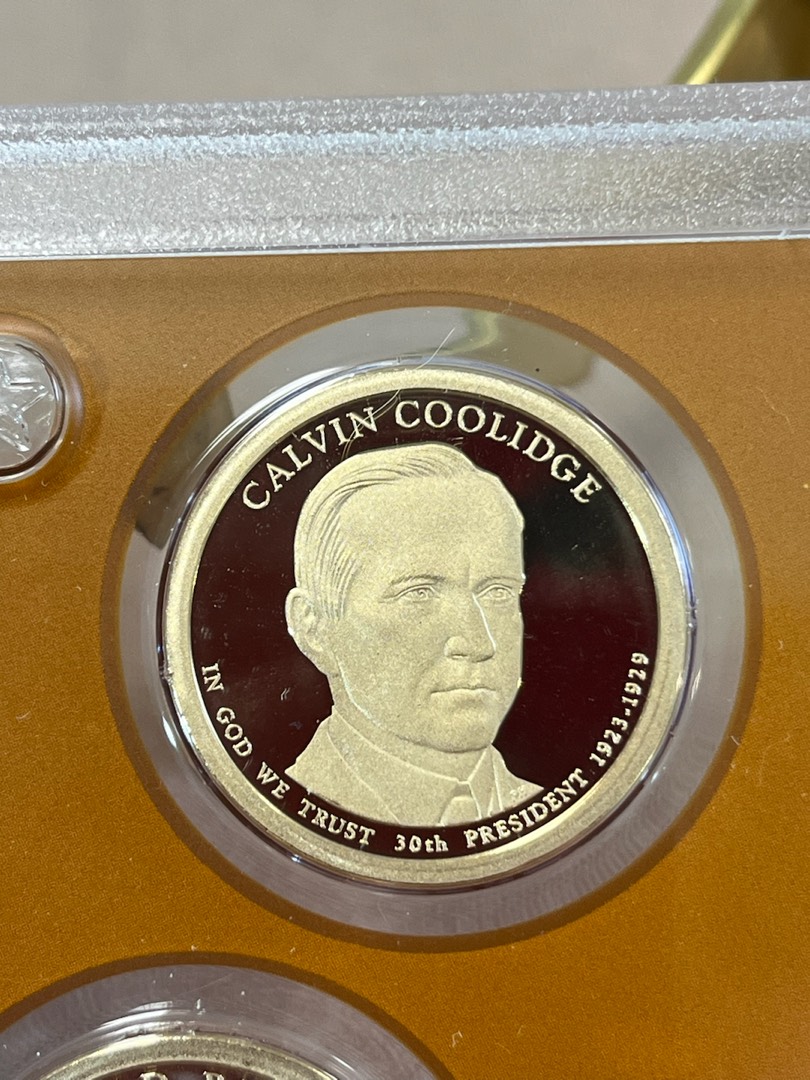 CALVIN COOLIDGE
IN GOD WE TRUST 30th PRESIDENT 1923-1929